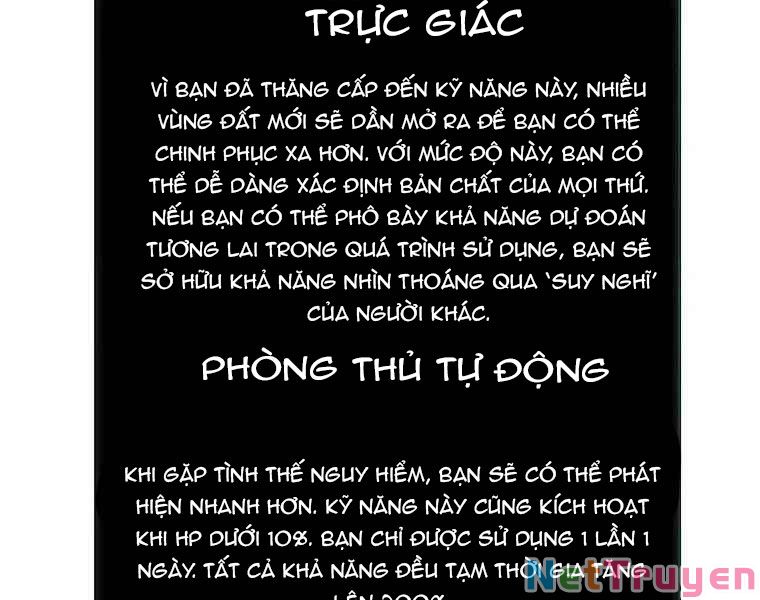 TRỰC GIÁC
VÌ BẠN ĐÃ THĂNG CẤP ĐẾN KỸ NĂNG NÀY, NHIỀU
VÙNG ĐẤT MỚI SẼ DẦN MỞ RA ĐỂ BẠN CÓ THỂ
CHINH PHỤC XA HƠN. VỚI MỨC ĐỘ NÀY, BẠN CÓ
THỂ DỄ DÀNG XÁC ĐỊNH BẢN CHẤT CỦA MỌI THỨ.
NẾU BẠN CÓ THỂ PHÔ BÀY KHẢ NĂNG DỰ ĐOÁN
TƯƠNG LAI TRONG QUÁ TRÌNH SỬ DỤNG, BẠN SẼ
SỞ HỮU KHẢ NĂNG NHÌN THOÁNG QUA ‘SUY NGHĨ’
CỦA NGƯỜI KHÁC.
PHÒNG THỦ TỰ ĐỘNG
KHI GẶP TÌNH THẾ NGUY HIỂM, BẠN SẼ CÓ THỂ PHÁT
HIỆN NHANH HƠN. KỸ NĂNG NÀY CŨNG KÍCH HOẠT
KHI HP DƯỚI 10%. BẠN CHỈ ĐƯỢC SỬ DỤNG 1 LẦN 1
NGÀY. TẤT CẢ KHẢ NĂNG ĐỀU TẠM THỜI GIA TĂNG
LÊN 200%
NetTruyen